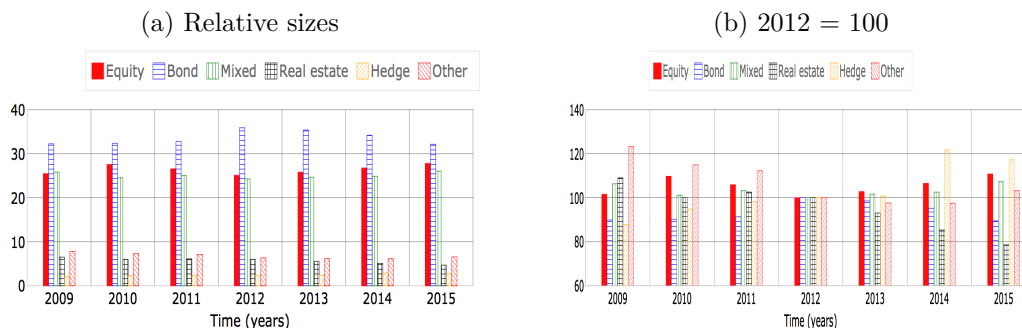 (a) Relative sizes
Equity Bond Mixed Real estate Hedge Other
40
30
20
10
0
2009 2010 2011 2012 2013 2014 2015
Time (years)
(b) 2012 = 100
Equity Bond Mixed Real estate Hedge Other
140
120
100
80
60
2009 2010 2011 2012 2013 2014 2015
Time (years)